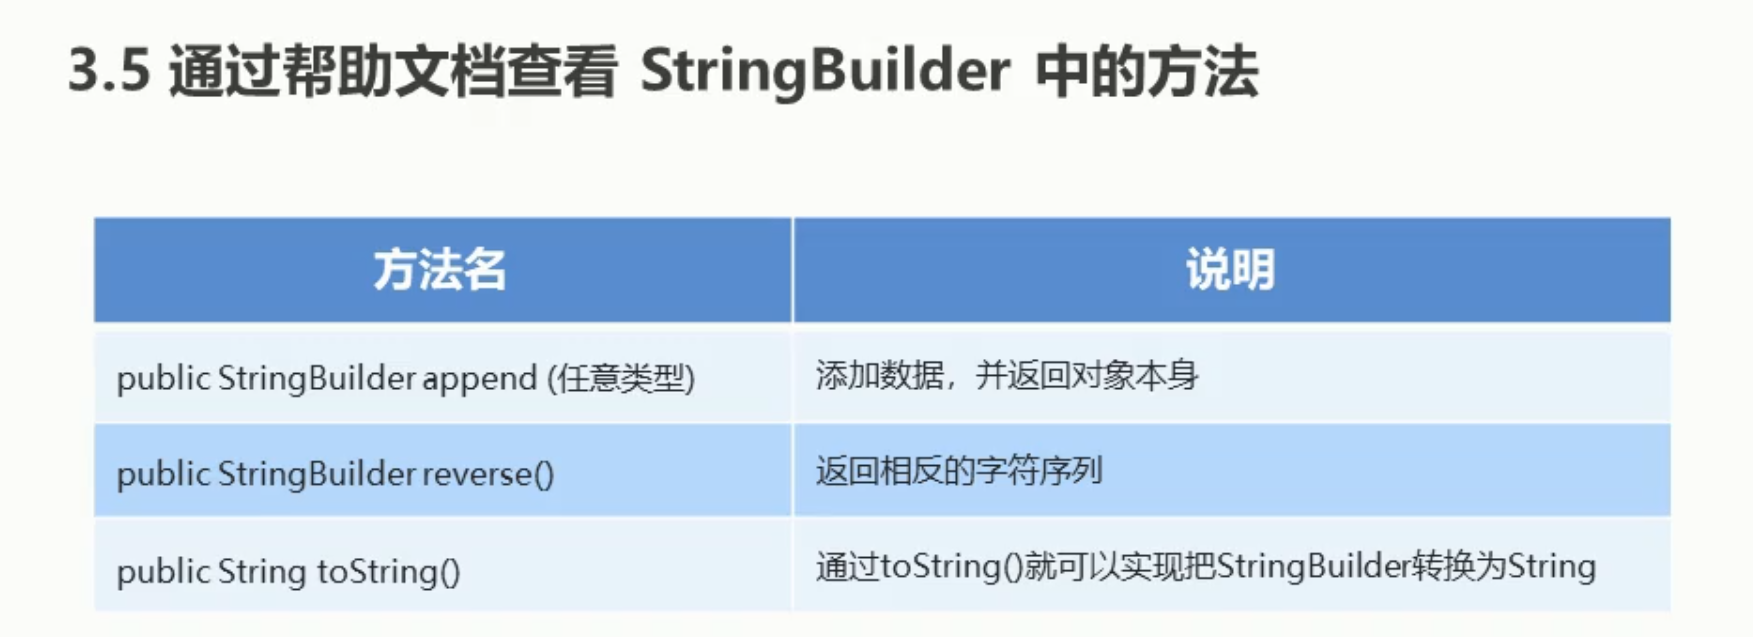 3.5 通过帮助文档查看 StringBuilder 中的方法
方法名 说明
public StringBuilder append (任意类型) 添加数据，并返回对象本身
public StringBuilder reverse() 返回相反的字符序列
public String toString() 通过toString()就可以实现把StringBuilder转换为String